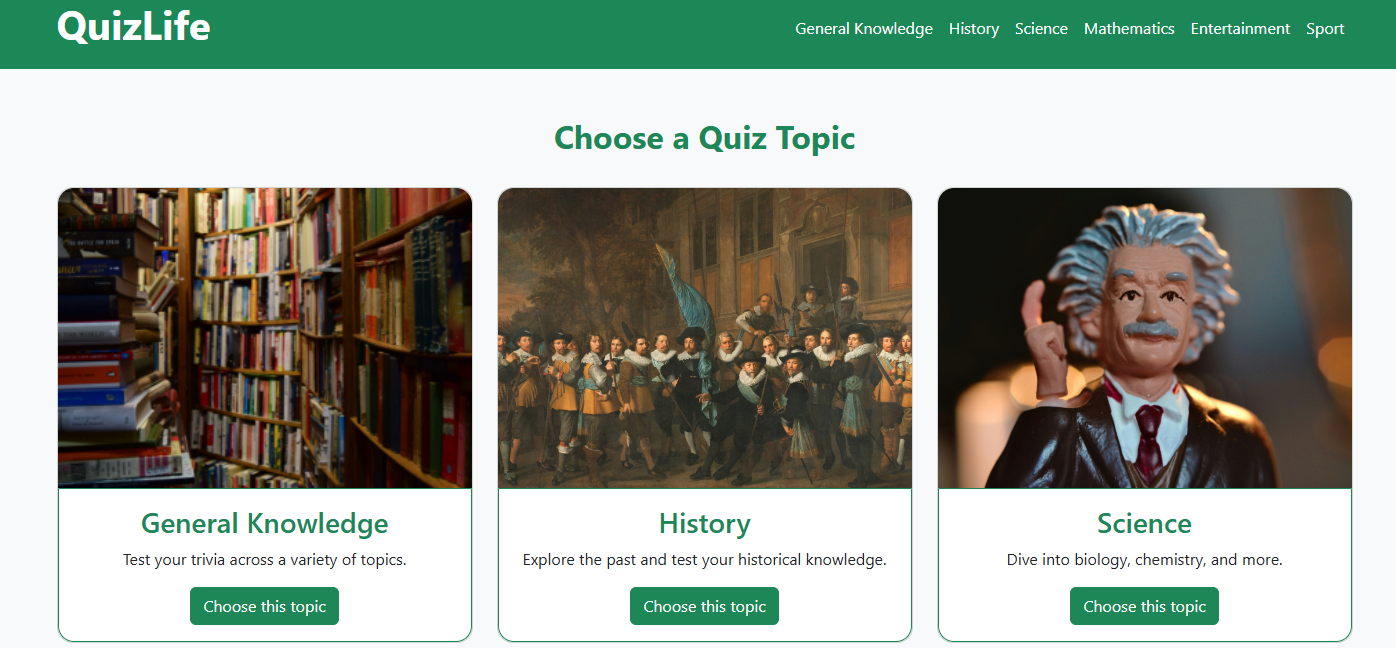 QuizLife
General Knowledge History Science Mathematics Entertainment Sport
Choose a Quiz Topic
General Knowledge
Test your trivia across a variety of topics.
Choose this topic
History
Explore the past and test your historical knowledge.
Choose this topic
Science
Dive into biology, chemistry, and more.
Choose this topic